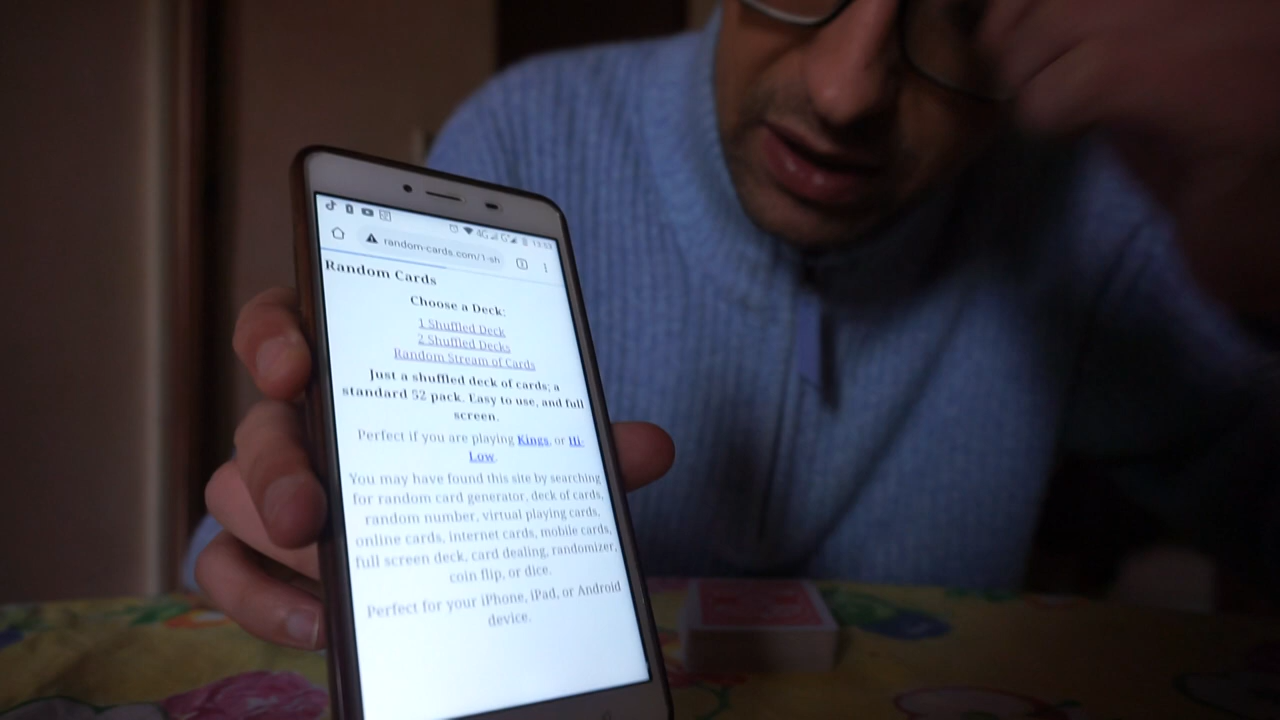 4G G 13:53
random-cards.com/1-sh
Random Cards
Choose a Deck:
1 Shuffled Deck
2 Shuffled Decks
Random Stream of Cards
Just a shuffled deck of cards; a
standard 52 pack. Easy to use, and full
screen.
Perfect if you are playing Kings, or Hi-
Low.
You may have found this site by searching
for random card generator, deck of cards,
random number, virtual playing cards,
online cards, internet cards, mobile cards,
full screen deck, card dealing, randomizer,
coin flip, or dice.
Perfect for your iPhone, iPad, or Android
device.